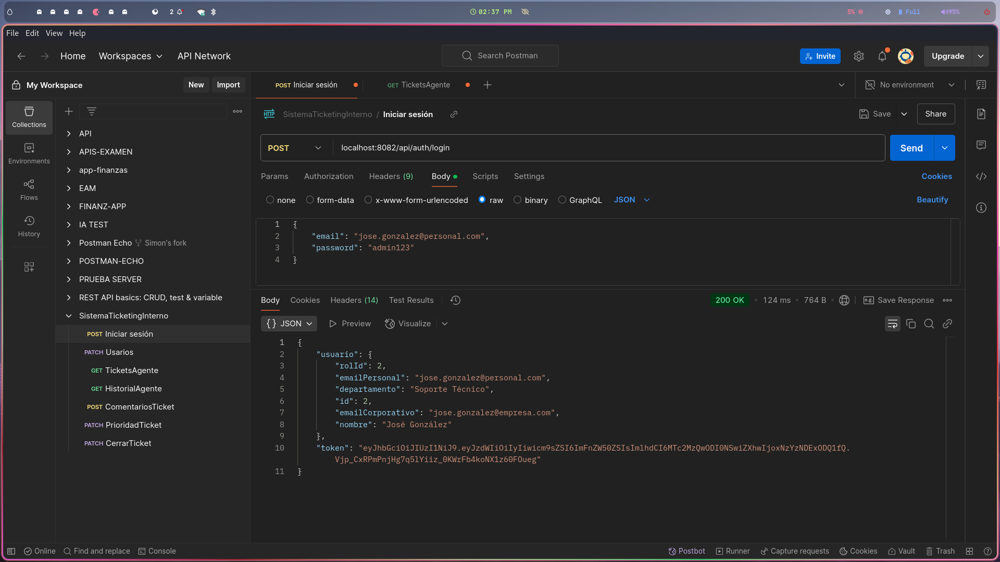 2
02:37 PM
5%
Full
95%
File Edit View Help
Home Workspaces API Network
Search Postman
Invite
Upgrade
My Workspace
New Import
POST Iniciar sesión
GET TicketsAgente
No environment
Collections
Environments
Flows
History
API
APIS-EXAMEN
app-finanzas
EAM
FINANZ-APP
IA TEST
Postman Echo Simon's fork
POSTMAN-ECHO
PRUEBA SERVER
REST API basics: CRUD, test & variable
SistemaTicketingInterno
POST Iniciar sesión
PATCH Usarios
GET TicketsAgente
GET HistorialAgente
POST ComentariosTicket
PATCH PrioridadTicket
PATCH CerrarTicket
HTTP SistemaTicketingInterno / Iniciar sesión
Save Share
POST localhost:8082/api/auth/login
Send
Params Authorization Headers (9) Body Scripts Settings Cookies
none form-data x-www-form-urlencoded raw binary GraphQL JSON Beautify
1 {
2 "email": "jose.gonzalez@personal.com",
3 "password": "admin123"
4 }
Body Cookies Headers (14) Test Results 200 OK • 124 ms • 764 B • e.g. Save Response
{} JSON Preview Visualize
1 {
2 "usuario": {
3 "rolId": 2,
4 "emailPersonal": "jose.gonzalez@personal.com",
5 "departamento": "Soporte Técnico",
6 "id": 2,
7 "emailCorporativo": "jose.gonzalez@empresa.com",
8 "nombre": "José González"
9 },
10 "token": "eyJhbGciOiJIUzI1NiJ9.eyJzdWIiOiIyIiwicm9sZSI6ImFnZW50ZSIsImlhdCI6MTc2MzQwODI0NSwiZXhwIjoxNzYzNDExODQ1fQ.
Vjp_CxRPmPnjHg7q5lYiiz_0KWrFb4koNX1z60FOueg"
11 }
Online Find and replace Console
Postbot Runner Capture requests Cookies Vault Trash